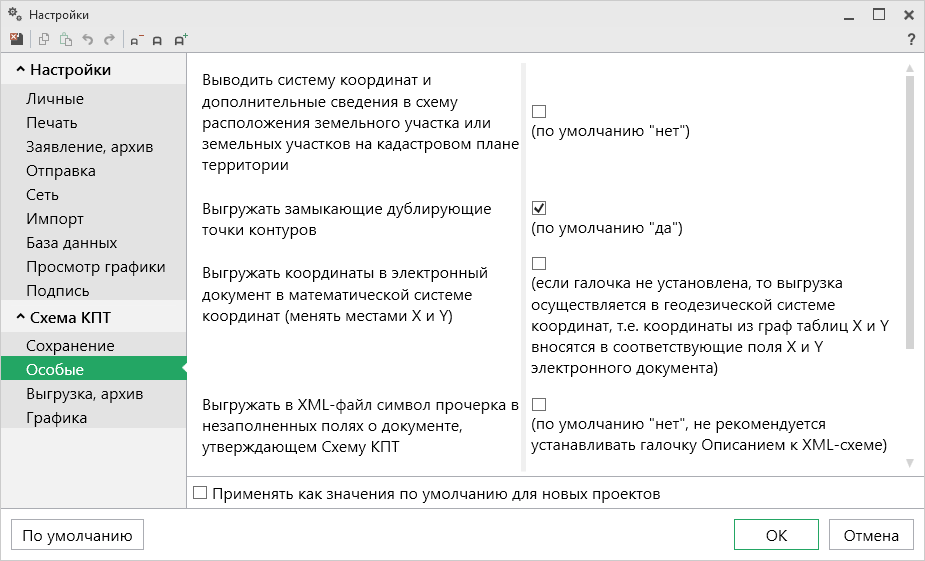 Настройки
?
Настройки
Личные
Печать
Заявление, архив
Отправка
Сеть
Импорт
База данных
Просмотр графики
Подпись
Схема КПТ
Сохранение
Особые
Выгрузка, архив
Графика
Выводить систему координат и
дополнительные сведения в схему
расположения земельного участка или
земельных участков на кадастровом плане
территории
(по умолчанию "нет")
Выгружать замыкающие дублирующие
точки контуров
(по умолчанию "да")
Выгружать координаты в электронный
документ в математической системе
координат (менять местами X и Y)
(если галочка не установлена, то выгрузка
осуществляется в геодезической системе
координат, т.е. координаты из граф таблиц X и Y
вносятся в соответствующие поля X и Y
электронного документа)
Выгружать в XML-файл символ прочерка в
незаполненных полях о документе,
утверждающем Схему КПТ
(по умолчанию "нет", не рекомендуется
устанавливать галочку Описанием к XML-схеме)
Применять как значения по умолчанию для новых проектов
По умолчанию
ОК
Отмена